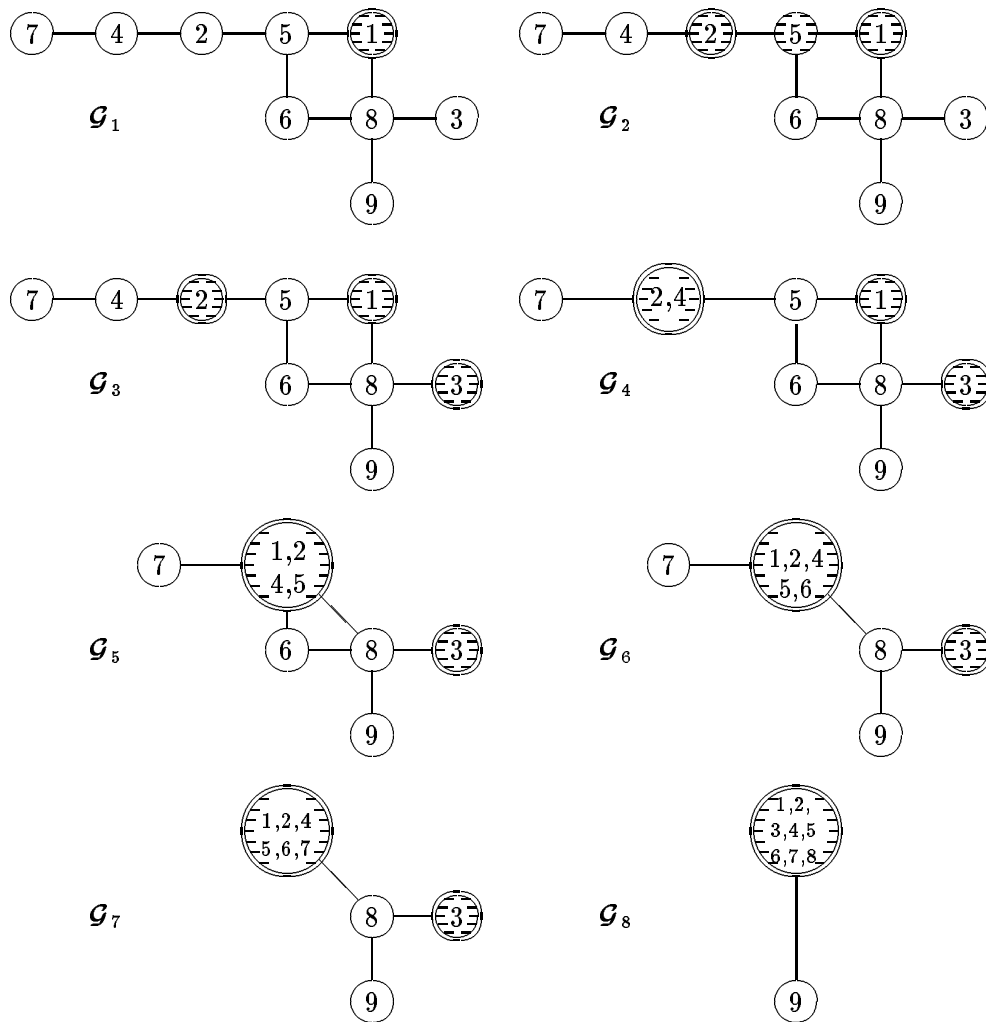 7 4 2 5 1
7 4 2 5 1
𝓖₁ 6 8 3
𝓖₂ 6 8 3
9
9
7 4 2 5 1
7 2,4 5 1
𝓖₃ 6 8 3
𝓖₄ 6 8 3
9
9
7 1,2
4,5
7 1,2,4
5,6
𝓖₅ 6 8 3
𝓖₆ 8 3
9
9
1,2,4
5,6,7
1,2,
3,4,5
6,7,8
𝓖₇ 8 3
𝓖₈
9
9